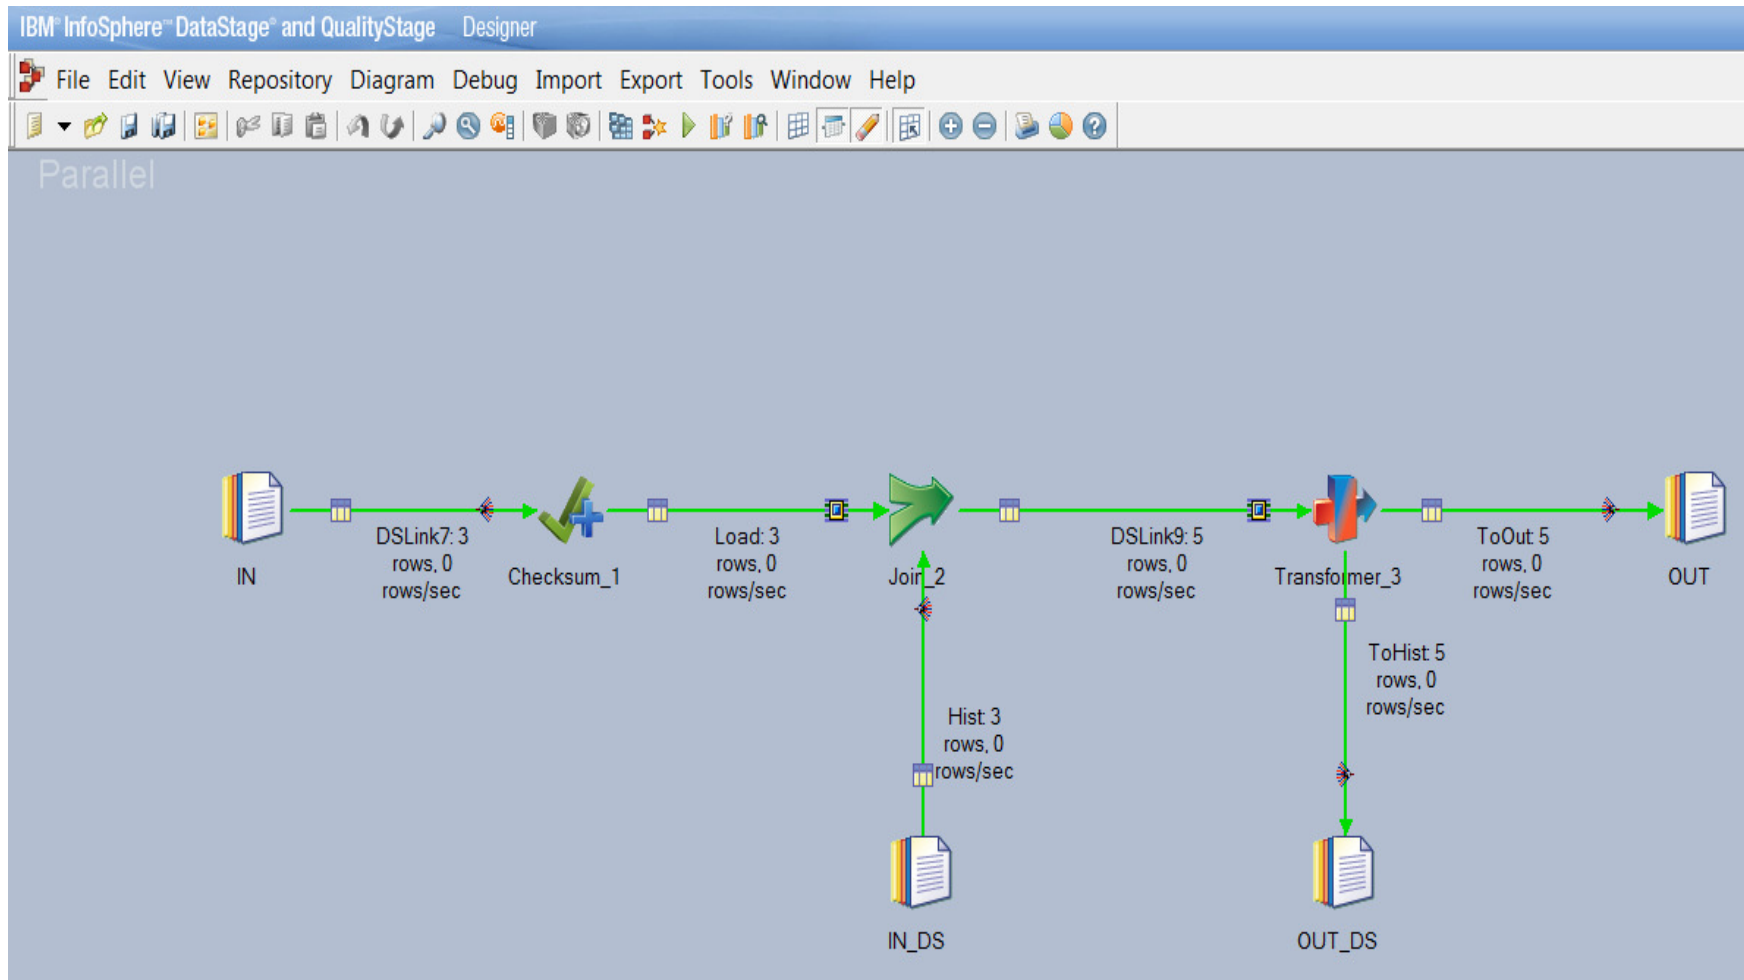 IBM® InfoSphere™ DataStage® and QualityStage Designer
File Edit View Repository Diagram Debug Import Export Tools Window Help
Parallel
DSLink7: 3
rows, 0
rows/sec
Load: 3
rows, 0
rows/sec
DSLink9: 5
rows, 0
rows/sec
ToOut: 5
rows, 0
rows/sec
IN
Checksum_1
Join_2
Transformer_3
OUT
ToHist: 5
rows, 0
rows/sec
Hist: 3
rows, 0
rows/sec
IN_DS
OUT_DS